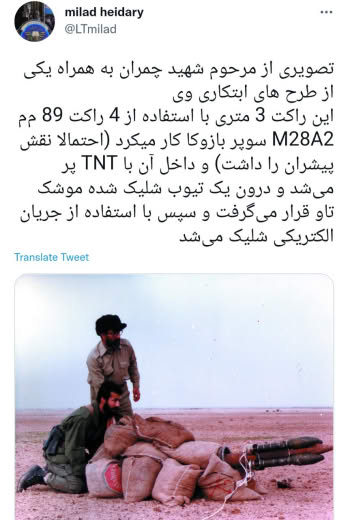 milad heidary
@LTmilad
تصویری از مرحوم شهید چمران به همراه یکی
از طرح های ابتکاری وی
این راکت 3 متری با استفاده از 4 راکت 89 مم
M28A2 سوپر بازوکا کار میکرد (احتمالا نقش
پیشران را داشت) و داخل آن با TNT پر
می‌شد و درون یک تیوب شلیک شده موشک
تاو قرار می‌گرفت و سپس با استفاده از جریان
الکتریکی شلیک می‌شد
Translate Tweet